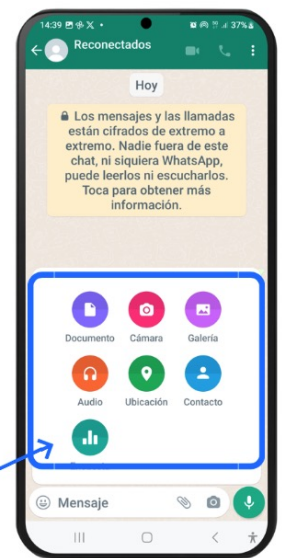 14:39
37%
Reconectados
Hoy
Los mensajes y las llamadas
están cifrados de extremo a
extremo. Nadie fuera de este
chat, ni siquiera WhatsApp,
puede leerlos ni escucharlos.
Toca para obtener más
información.
Documento Cámara Galería
Audio Ubicación Contacto
Mensaje